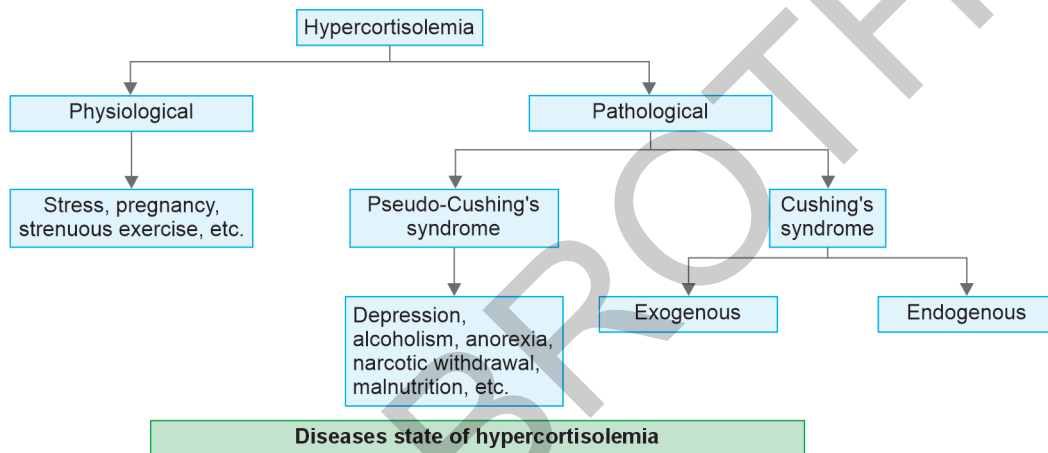 Hypercortisolemia
Physiological
Pathological
Stress, pregnancy,
strenuous exercise, etc.
Pseudo-Cushing's
syndrome
Cushing's
syndrome
Depression,
alcoholism, anorexia,
narcotic withdrawal,
malnutrition, etc.
Exogenous
Endogenous
Diseases state of hypercortisolemia
BROTH